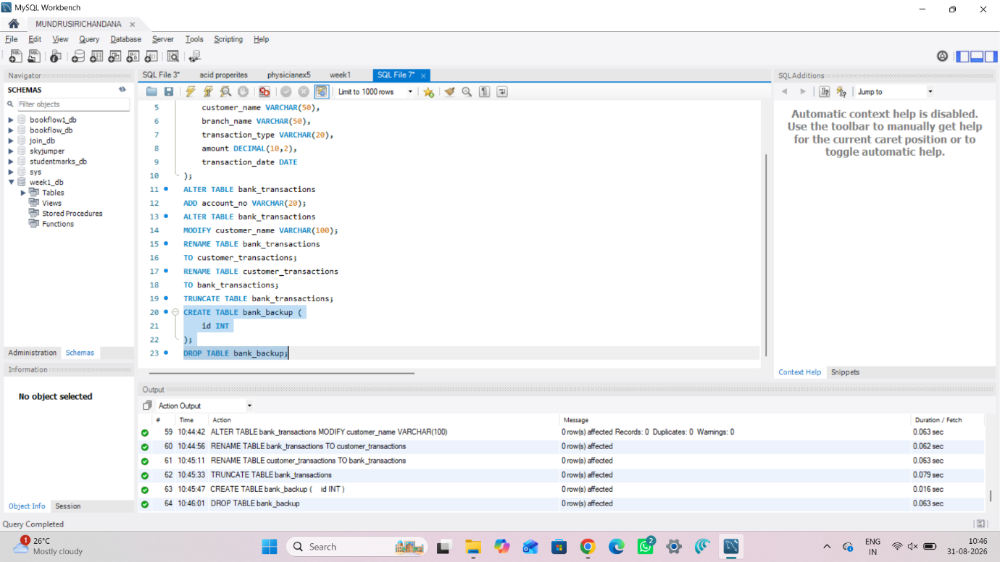 MySQL Workbench
MUNDRUSIRICHANDANA
File Edit View Query Database Server Tools Scripting Help
Navigator
SCHEMAS
Filter objects
bookflow1_db
bookflow_db
join_db
skyjumper
studentmarks_db
sys
week1_db
Tables
Views
Stored Procedures
Functions
Administration Schemas
Information
No object selected
Object Info Session
Query Completed
SQL File 3* acid properites physicianex5 week1 SQL File 7*
Limit to 1000 rows
5 customer_name VARCHAR(50),
6 branch_name VARCHAR(50),
7 transaction_type VARCHAR(20),
8 amount DECIMAL(10,2),
9 transaction_date DATE
10 );
11 ALTER TABLE bank_transactions
12 ADD account_no VARCHAR(20);
13 ALTER TABLE bank_transactions
14 MODIFY customer_name VARCHAR(100);
15 RENAME TABLE bank_transactions
16 TO customer_transactions;
17 RENAME TABLE customer_transactions
18 TO bank_transactions;
19 TRUNCATE TABLE bank_transactions;
20 CREATE TABLE bank_backup (
21 id INT
22 );
23 DROP TABLE bank_backup;
SQLAdditions
Jump to
Automatic context help is disabled.
Use the toolbar to manually get help
for the current caret position or to
toggle automatic help.
Context Help Snippets
Output
Action Output
# Time Action Message Duration / Fetch
59 10:44:42 ALTER TABLE bank_transactions MODIFY customer_name VARCHAR(100) 0 row(s) affected Records: 0 Duplicates: 0 Warnings: 0 0.063 sec
60 10:44:56 RENAME TABLE bank_transactions TO customer_transactions 0 row(s) affected 0.062 sec
61 10:45:11 RENAME TABLE customer_transactions TO bank_transactions 0 row(s) affected 0.063 sec
62 10:45:33 TRUNCATE TABLE bank_transactions 0 row(s) affected 0.079 sec
63 10:45:47 CREATE TABLE bank_backup ( id INT ) 0 row(s) affected 0.016 sec
64 10:46:01 DROP TABLE bank_backup 0 row(s) affected 0.063 sec
1
26°C
Mostly cloudy
Search
2
ENG
IN
10:46
31-08-2026